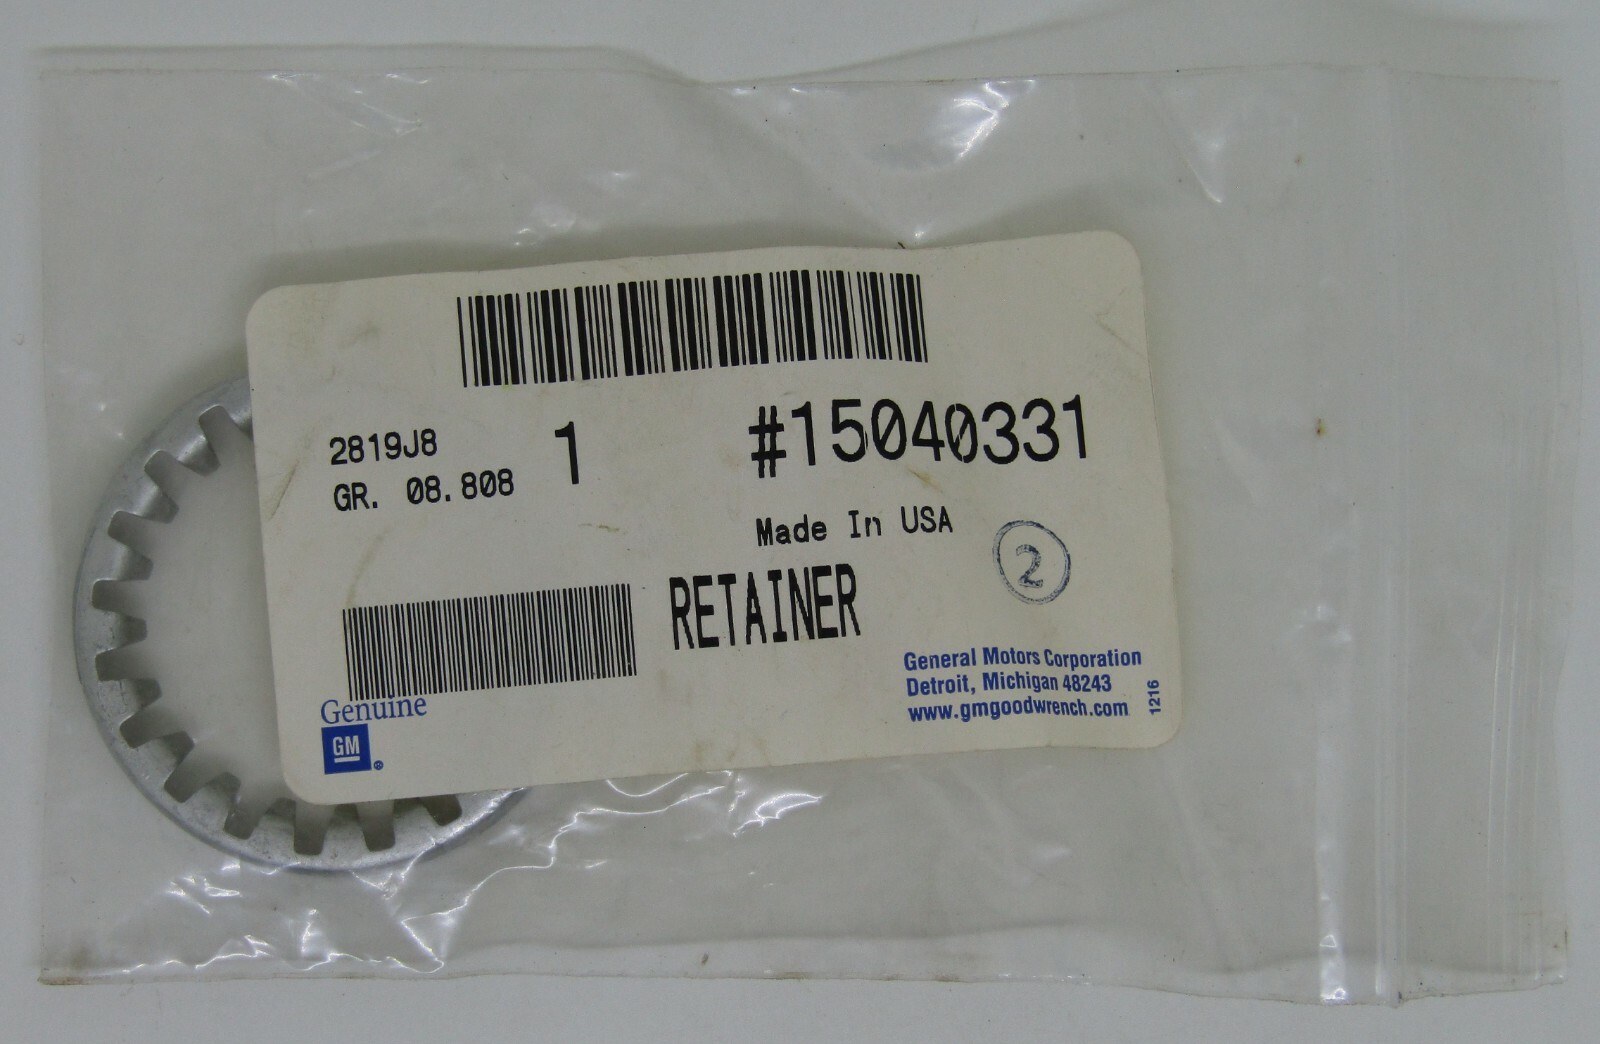 2819J8 1 #15040331
GR. 08.808
Made In USA
2
RETAINER
General Motors Corporation
Detroit, Michigan 48243
www.gmgoodwrench.com
1216
Genuine
GM®